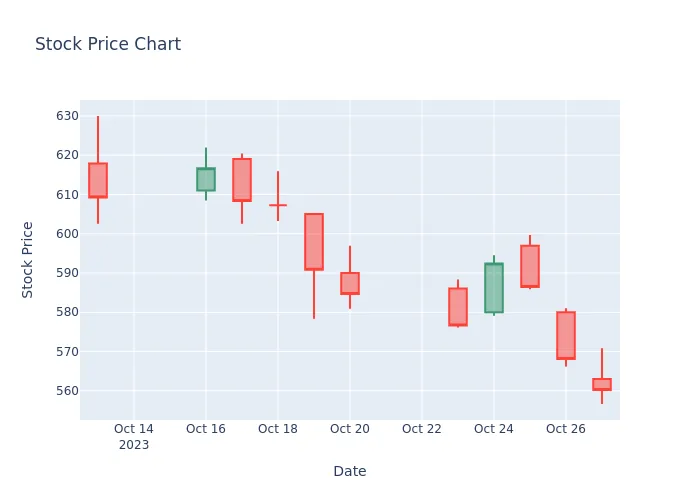 Stock Price Chart
Stock Price
630
620
610
600
590
580
570
560
Oct 14
2023
Oct 16
Oct 18
Oct 20
Oct 22
Oct 24
Oct 26
Date